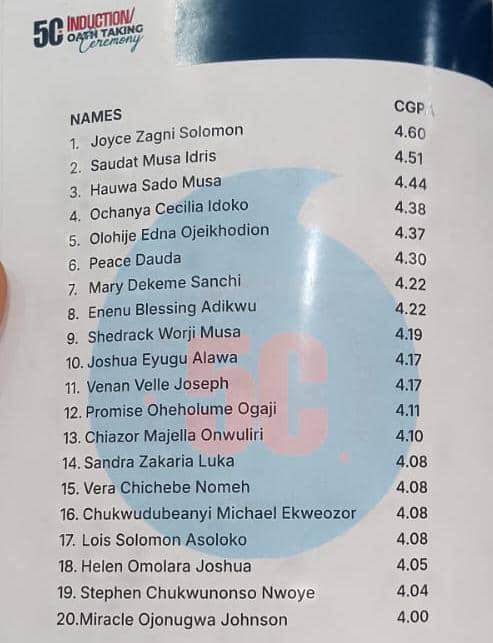 5C INDUCTION/
OATH TAKING
Ceremony
NAMES CGPA
1. Joyce Zagni Solomon 4.60
2. Saudat Musa Idris 4.51
3. Hauwa Sado Musa 4.44
4. Ochanya Cecilia Idoko 4.38
5. Olohije Edna Ojeikhodion 4.37
6. Peace Dauda 4.30
7. Mary Dekeme Sanchi 4.22
8. Enenu Blessing Adikwu 4.22
9. Shedrack Worji Musa 4.19
10. Joshua Eyugu Alawa 4.17
11. Venan Velle Joseph 4.17
12. Promise Oheholume Ogaji 4.11
13. Chiazor Majella Onwuliri 4.10
14. Sandra Zakaria Luka 4.08
15. Vera Chichebe Nomeh 4.08
16. Chukwudubeanyi Michael Ekweozor 4.08
17. Lois Solomon Asoloko 4.08
18. Helen Omolara Joshua 4.05
19. Stephen Chukwunonso Nwoye 4.04
20.Miracle Ojonugwa Johnson 4.00
5C